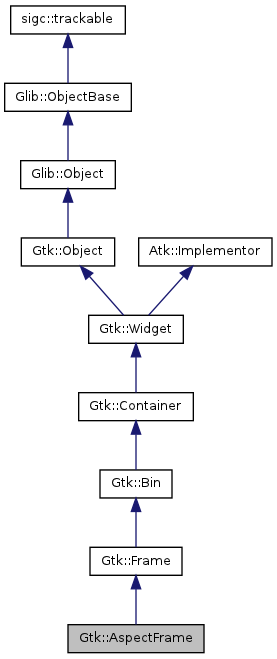 sigc::trackable
Glib::ObjectBase
Glib::Object
Gtk::Object
Atk::Implementor
Gtk::Widget
Gtk::Container
Gtk::Bin
Gtk::Frame
Gtk::AspectFrame